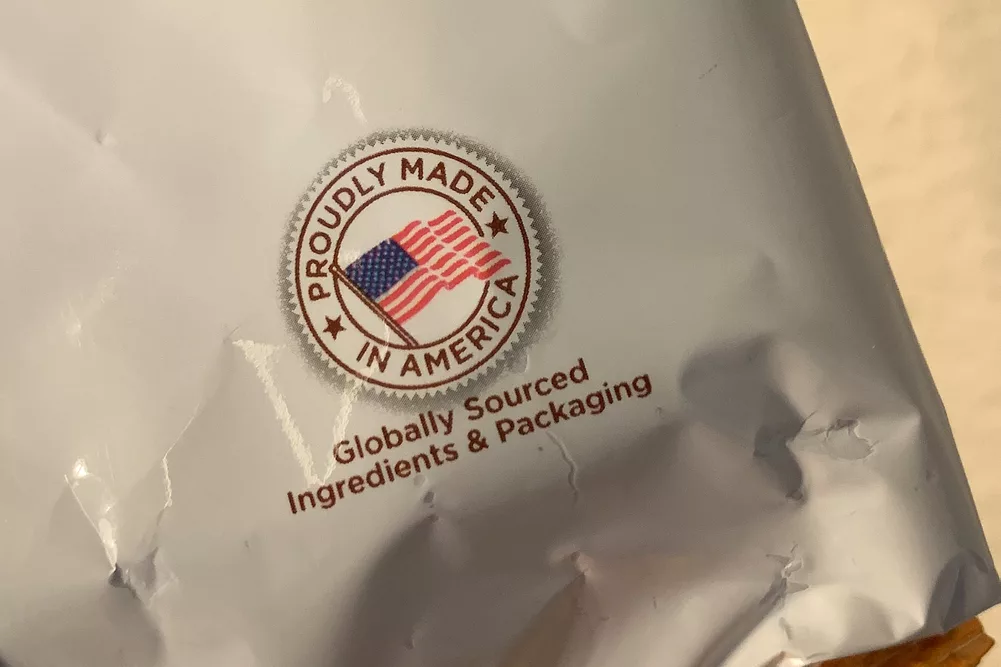 PROUDLY MADE
IN AMERICA
Globally Sourced
Ingredients & Packaging